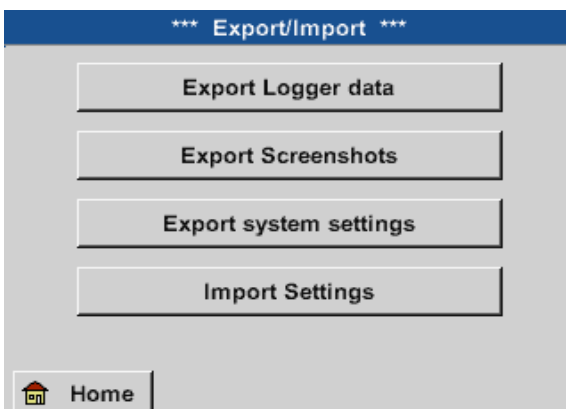 *** Export/Import ***
Export Logger data
Export Screenshots
Export system settings
Import Settings
Home